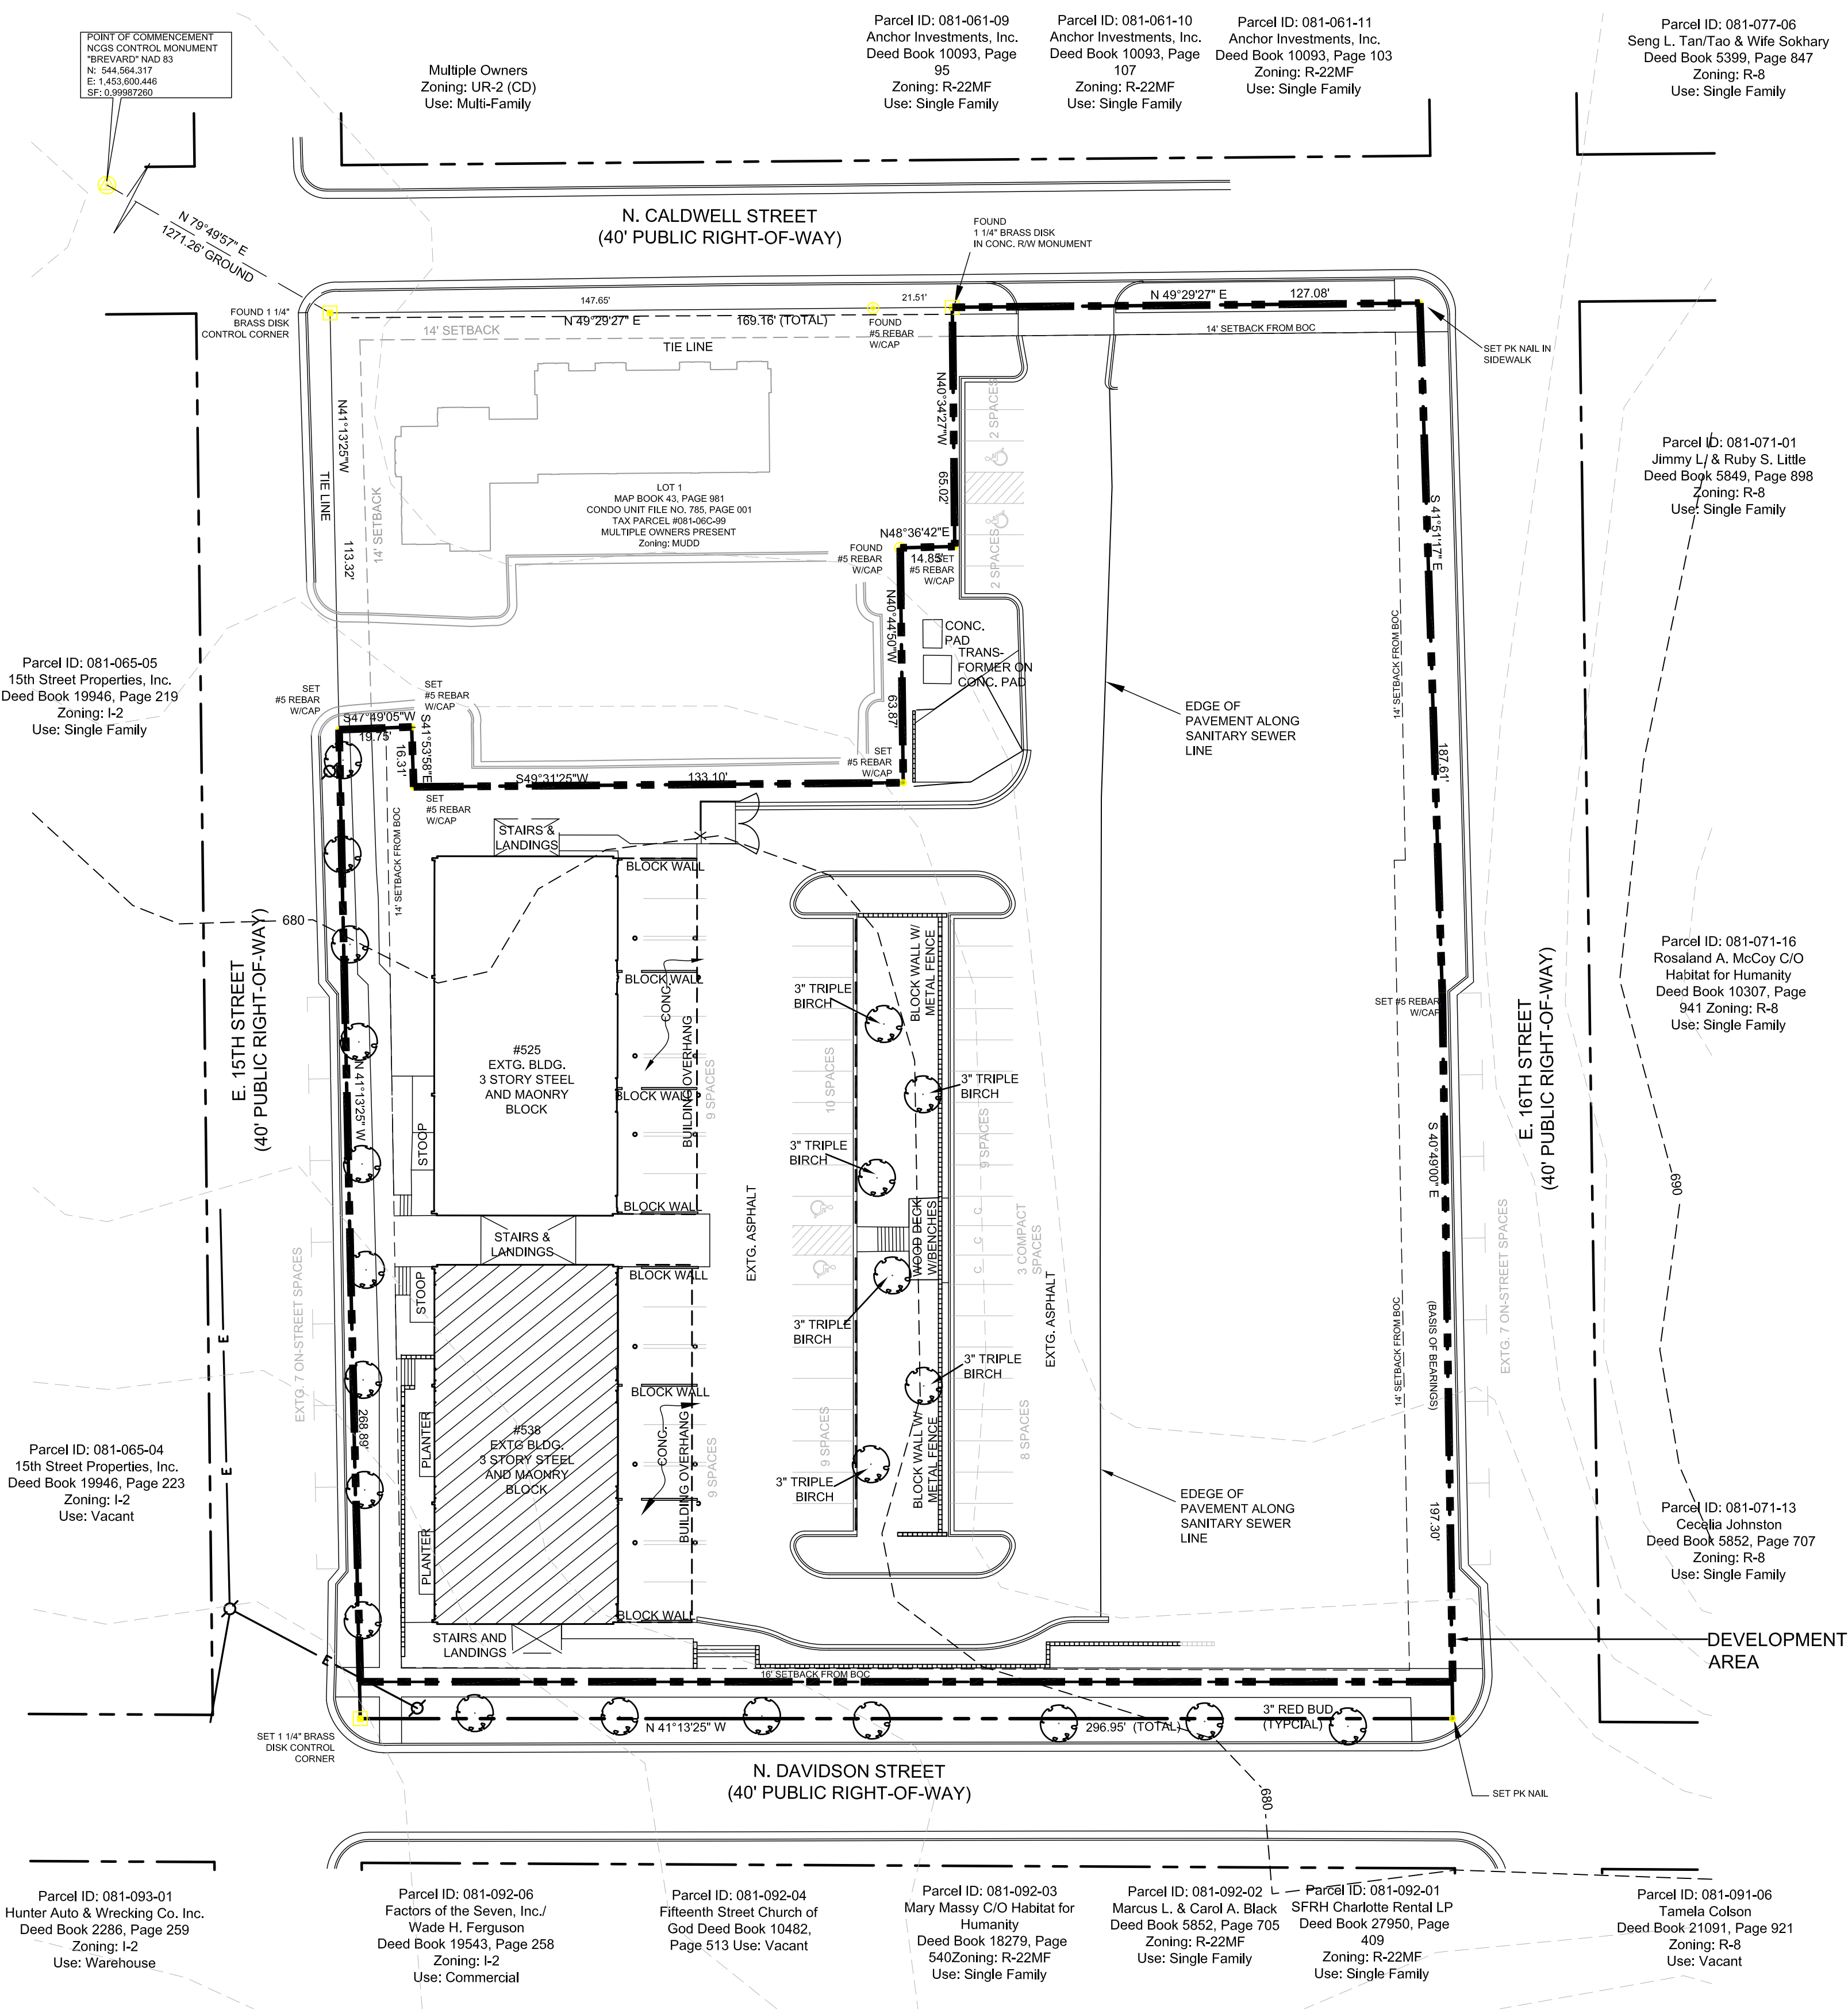 POINT OF COMMENCEMENT
NCGS CONTROL MONUMENT
"BREVARD" NAD 83
N: 544,564.317
E: 1,453,600.446
SF: 0.99987260
Multiple Owners
Zoning: UR-2 (CD)
Use: Multi-Family
Parcel ID: 081-061-09
Anchor Investments, Inc.
Deed Book 10093, Page
95
Zoning: R-22MF
Use: Single Family
Parcel ID: 081-061-10
Anchor Investments, Inc.
Deed Book 10093, Page
107
Zoning: R-22MF
Use: Single Family
Parcel ID: 081-061-11
Anchor Investments, Inc.
Deed Book 10093, Page 103
Zoning: R-22MF
Use: Single Family
Parcel ID: 081-077-06
Seng L. Tan/Tao & Wife Sokhary
Deed Book 5399, Page 847
Zoning: R-8
Use: Single Family
N 79°49'57" E
1271.26' GROUND
N. CALDWELL STREET
(40' PUBLIC RIGHT-OF-WAY)
FOUND
1 1/4" BRASS DISK
IN CONC. R/W MONUMENT
FOUND 1 1/4"
BRASS DISK
CONTROL CORNER
147.65'
21.51'
N 49°29'27" E
169.16' (TOTAL)
14' SETBACK
TIE LINE
FOUND
#5 REBAR
W/CAP
N 49°29'27" E
127.08'
14' SETBACK FROM BOC
SET PK NAIL IN
SIDEWALK
N41°13'25"W
TIE LINE
113.32'
14' SETBACK
LOT 1
MAP BOOK 43, PAGE 981
CONDO UNIT FILE NO. 785, PAGE 001
TAX PARCEL #081-06C-99
MULTIPLE OWNERS PRESENT
Zoning: MUDD
N40°34'27"W
65.02'
2 SPACES
2 SPACES
N48°36'42"E
14.85'
FOUND
#5 REBAR
W/CAP
SET
#5 REBAR
W/CAP
N40°44'50"W
63.87'
CONC.
PAD
TRANS-
FORMER ON
CONC. PAD
S 41°51'17" E
187.61'
14' SETBACK FROM BOC
EDGE OF
PAVEMENT ALONG
SANITARY SEWER
LINE
Parcel ID: 081-071-01
Jimmy L. & Ruby S. Little
Deed Book 5849, Page 898
Zoning: R-8
Use: Single Family
Parcel ID: 081-065-05
15th Street Properties, Inc.
Deed Book 19946, Page 219
Zoning: I-2
Use: Single Family
SET
#5 REBAR
W/CAP
SET
#5 REBAR
W/CAP
S47°49'05"W
19.75'
S41°53'58"E
16.31'
SET
#5 REBAR
W/CAP
S49°31'25"W
133.10'
SET
#5 REBAR
W/CAP
14' SETBACK FROM BOC
STAIRS &
LANDINGS
BLOCK WALL
680
E. 15TH STREET
(40' PUBLIC RIGHT-OF-WAY)
BLOCK WALL
CONC.
3" TRIPLE
BIRCH
BLOCK WALL W/
METAL FENCE
SET #5 REBAR
W/CAP
E. 16TH STREET
(40' PUBLIC RIGHT-OF-WAY)
Parcel ID: 081-071-16
Rosaland A. McCoy C/O
Habitat for Humanity
Deed Book 10307, Page
941 Zoning: R-8
Use: Single Family
N 41°13'25" W
#525
EXTG. BLDG.
3 STORY STEEL
AND MAONRY
BLOCK
BLOCK WALL
BUILDING OVERHANG
9 SPACES
10 SPACES
3" TRIPLE
BIRCH
9 SPACES
STOOP
3" TRIPLE
BIRCH
S 40°49'00" E
690
BLOCK WALL
EXTG. ASPHALT
STAIRS &
LANDINGS
WOOD DECK
W/BENCHES
C
C
C
3 COMPACT
SPACES
EXTG. 7 ON-STREET SPACES
BLOCK WALL
STOOP
3" TRIPLE
BIRCH
EXTG. ASPHALT
14' SETBACK FROM BOC
(BASIS OF BEARINGS)
EXTG. 7 ON-STREET SPACES
E
3" TRIPLE
BIRCH
BLOCK WALL
268.89'
PLANTER
#538
EXTG BLDG.
3 STORY STEEL
AND MAONRY
BLOCK
CONC.
BUILDING OVERHANG
9 SPACES
9 SPACES
BLOCK WALL W/
METAL FENCE
8 SPACES
3" TRIPLE
BIRCH
PLANTER
E
Parcel ID: 081-065-04
15th Street Properties, Inc.
Deed Book 19946, Page 223
Zoning: I-2
Use: Vacant
EDEGE OF
PAVEMENT ALONG
SANITARY SEWER
LINE
197.30'
Parcel ID: 081-071-13
Cecelia Johnston
Deed Book 5852, Page 707
Zoning: R-8
Use: Single Family
BLOCK WALL
STAIRS AND
LANDINGS
DEVELOPMENT
AREA
E
16' SETBACK FROM BOC
SET 1 1/4" BRASS
DISK CONTROL
CORNER
N 41°13'25" W
296.95' (TOTAL)
3" RED BUD
(TYPCIAL)
N. DAVIDSON STREET
(40' PUBLIC RIGHT-OF-WAY)
680
SET PK NAIL
Parcel ID: 081-093-01
Hunter Auto & Wrecking Co. Inc.
Deed Book 2286, Page 259
Zoning: I-2
Use: Warehouse
Parcel ID: 081-092-06
Factors of the Seven, Inc./
Wade H. Ferguson
Deed Book 19543, Page 258
Zoning: I-2
Use: Commercial
Parcel ID: 081-092-04
Fifteenth Street Church of
God Deed Book 10482,
Page 513 Use: Vacant
Parcel ID: 081-092-03
Mary Massy C/O Habitat for
Humanity
Deed Book 18279, Page
540Zoning: R-22MF
Use: Single Family
Parcel ID: 081-092-02
Marcus L. & Carol A. Black
Deed Book 5852, Page 705
Zoning: R-22MF
Use: Single Family
Parcel ID: 081-092-01
SFRH Charlotte Rental LP
Deed Book 27950, Page
409
Zoning: R-22MF
Use: Single Family
Parcel ID: 081-091-06
Tamela Colson
Deed Book 21091, Page 921
Zoning: R-8
Use: Vacant